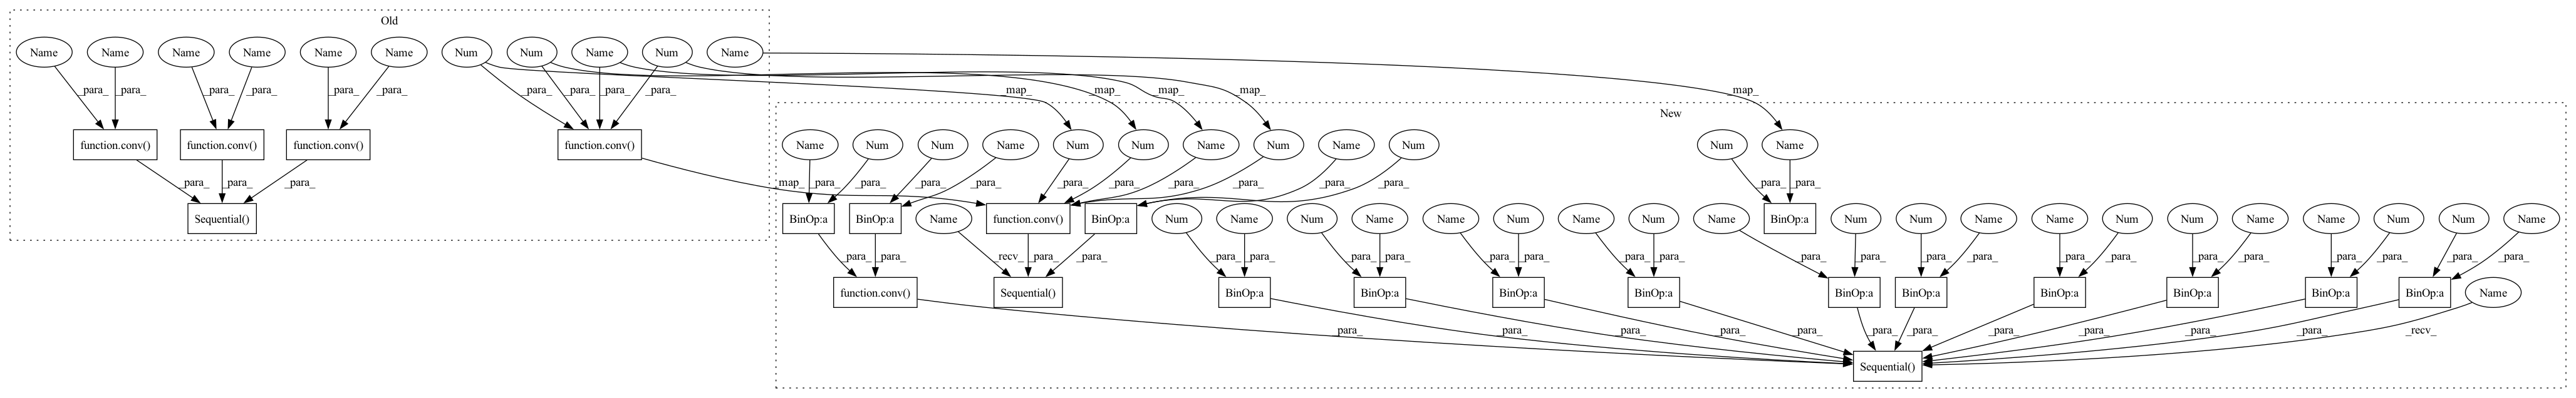 Old
Name Name Name Name Name Name Num Num Name Num Name
_para_ _para_ _para_ _para_ _para_ _para_ _para_ _para_ _para_ _para_ _map_ _map_ _map_ _map_ _map_
New
function.conv() function.conv() function.conv() function.conv() Name Num Num Name Num Num Name Num Name Num Num Name
_para_ _para_ _para_ _map_ _para_ _para_ _para_ _para_ _para_ _para_ _para_ _para_ _para_ _para_ _para_ _para_
Sequential() BinOp:a BinOp:a Name function.conv() BinOp:a Num Name Num Name Name Num Name Num Name BinOp:a Num Num Name Name Num Num Name Name Num Num Name
_para_ _para_ _recv_ _para_ _para_ _para_ _para_ _para_ _para_ _para_ _para_ _para_ _para_ _para_ _para_ _para_ _para_ _para_ _para_ _para_ _para_ _para_ _para_ _para_ _para_
function.conv() Sequential() BinOp:a BinOp:a BinOp:a BinOp:a BinOp:a BinOp:a BinOp:a BinOp:a BinOp:a BinOp:a Name
_para_ _para_ _para_ _para_ _para_ _para_ _para_ _para_ _para_ _para_ _para_ _recv_
Sequential()